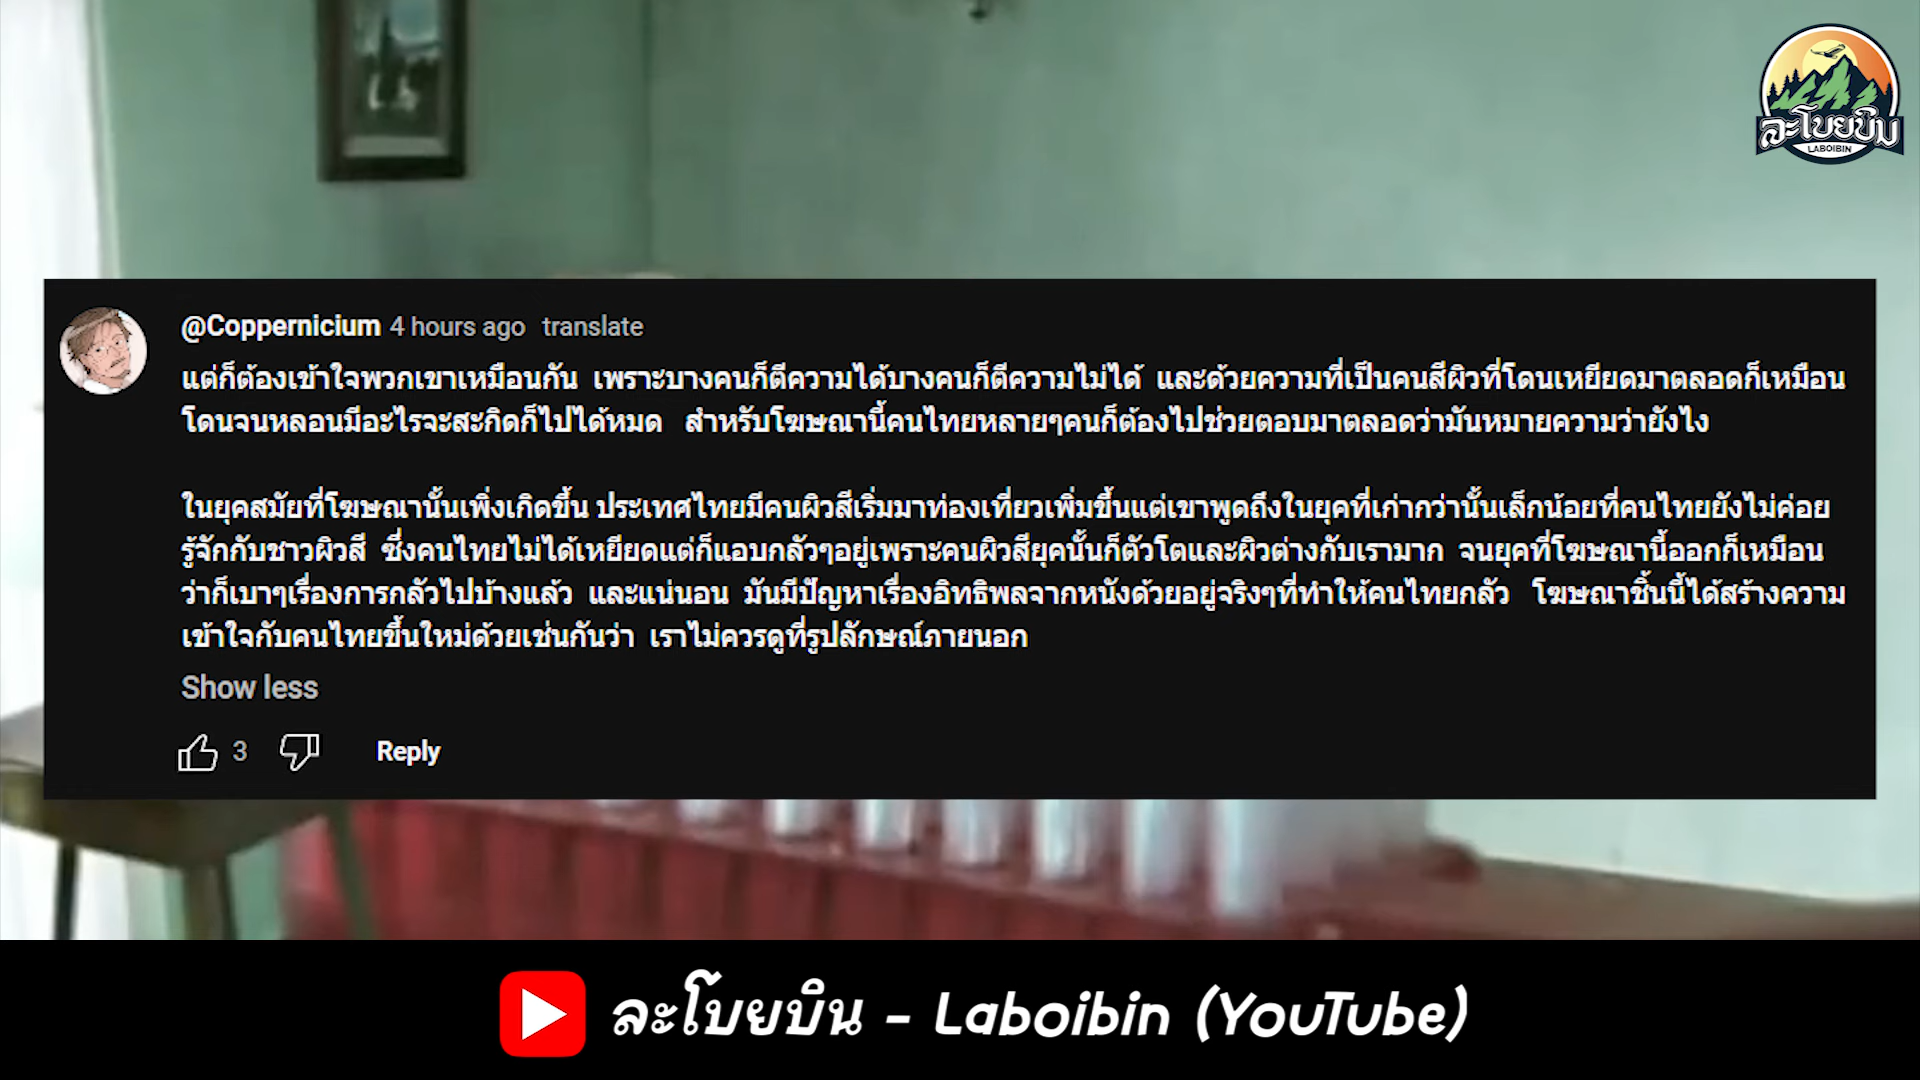 ละโบยบิน
LABOIBIN
@Coppernicium 4 hours ago translate
แต่ก็ต้องเข้าใจพวกเขาเหมือนกัน เพราะบางคนก็ตีความได้บางคนก็ตีความไม่ได้ และด้วยความที่เป็นคนสีผิวที่โดนเหยียดมาตลอดก็เหมือน
โดนจนหลอนมีอะไรจะสะกิดก็ไปได้หมด สำหรับโฆษณานี้คนไทยหลายๆคนก็ต้องไปช่วยตอบมาตลอดว่ามันหมายความว่ายังไง
ในยุคสมัยที่โฆษณานั้นเพิ่งเกิดขึ้น ประเทศไทยมีคนผิวสีเริ่มมาท่องเที่ยวเพิ่มขึ้นแต่เขาพูดถึงในยุคที่เก่ากว่านั้นเล็กน้อยที่คนไทยยังไม่ค่อย
รู้จักกับชาวผิวสี ซึ่งคนไทยไม่ได้เหยียดแต่ก็แอบกลัวๆอยู่เพราะคนผิวสียุคนั้นก็ตัวโตและผิวต่างกับเรามาก จนยุคที่โฆษณานี้ออกก็เหมือน
ว่าก็เบาๆเรื่องการกลัวไปบ้างแล้ว และแน่นอน มันมีปัญหาเรื่องอิทธิพลจากหนังด้วยอยู่จริงๆที่ทำให้คนไทยกลัว โฆษณาชิ้นนี้ได้สร้างความ
เข้าใจกับคนไทยขึ้นใหม่ด้วยเช่นกันว่า เราไม่ควรดูที่รูปลักษณ์ภายนอก
Show less
3 Reply
ละโบยบิน - Laboibin (YouTube)